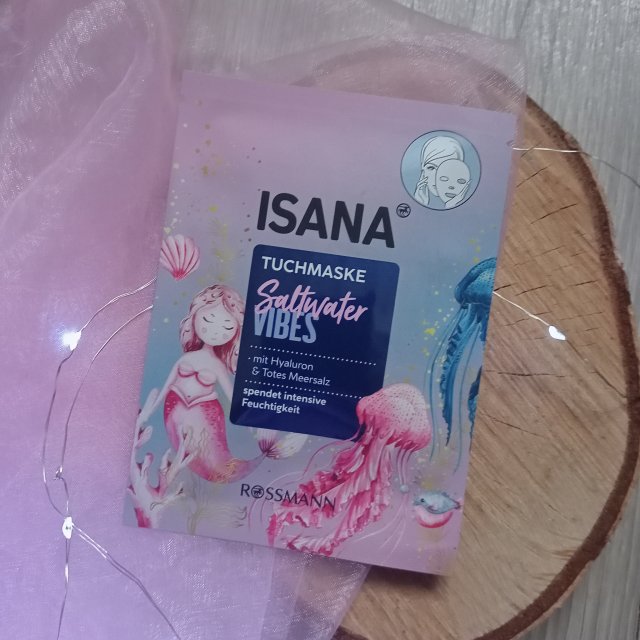 ISANA
TUCHMASKE
Saltwater
VIBES
mit Hyaluron
& Totes Meersalz
spendet intensive
Feuchtigkeit
ROSSMANN